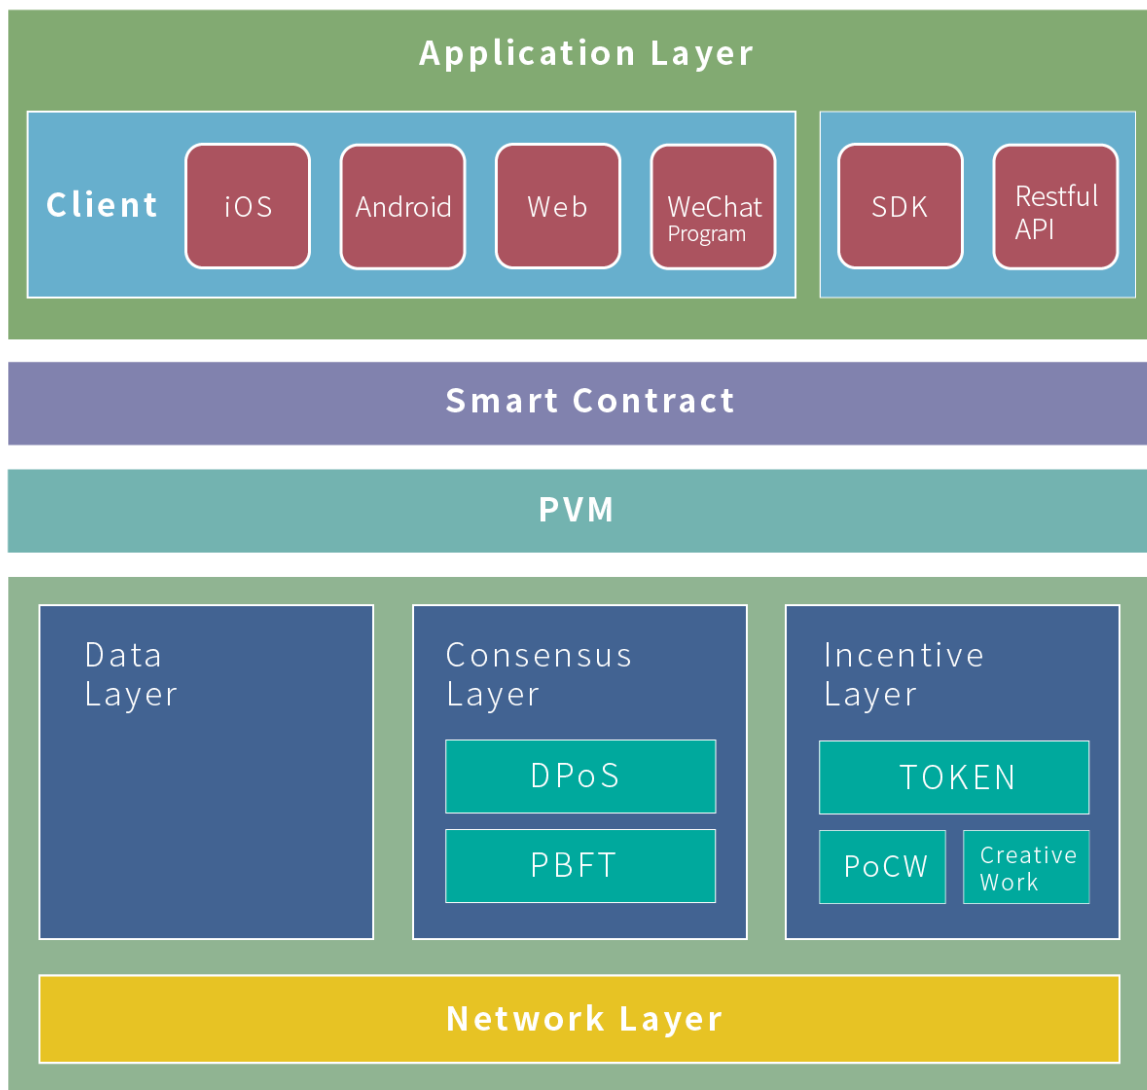 Application Layer
Client
iOS
Android
Web
WeChat
Program
SDK
Restful
API
Smart Contract
PVM
Data
Layer
Consensus
Layer
DPoS
PBFT
Incentive
Layer
TOKEN
PoCW
Creative
Work
Network Layer